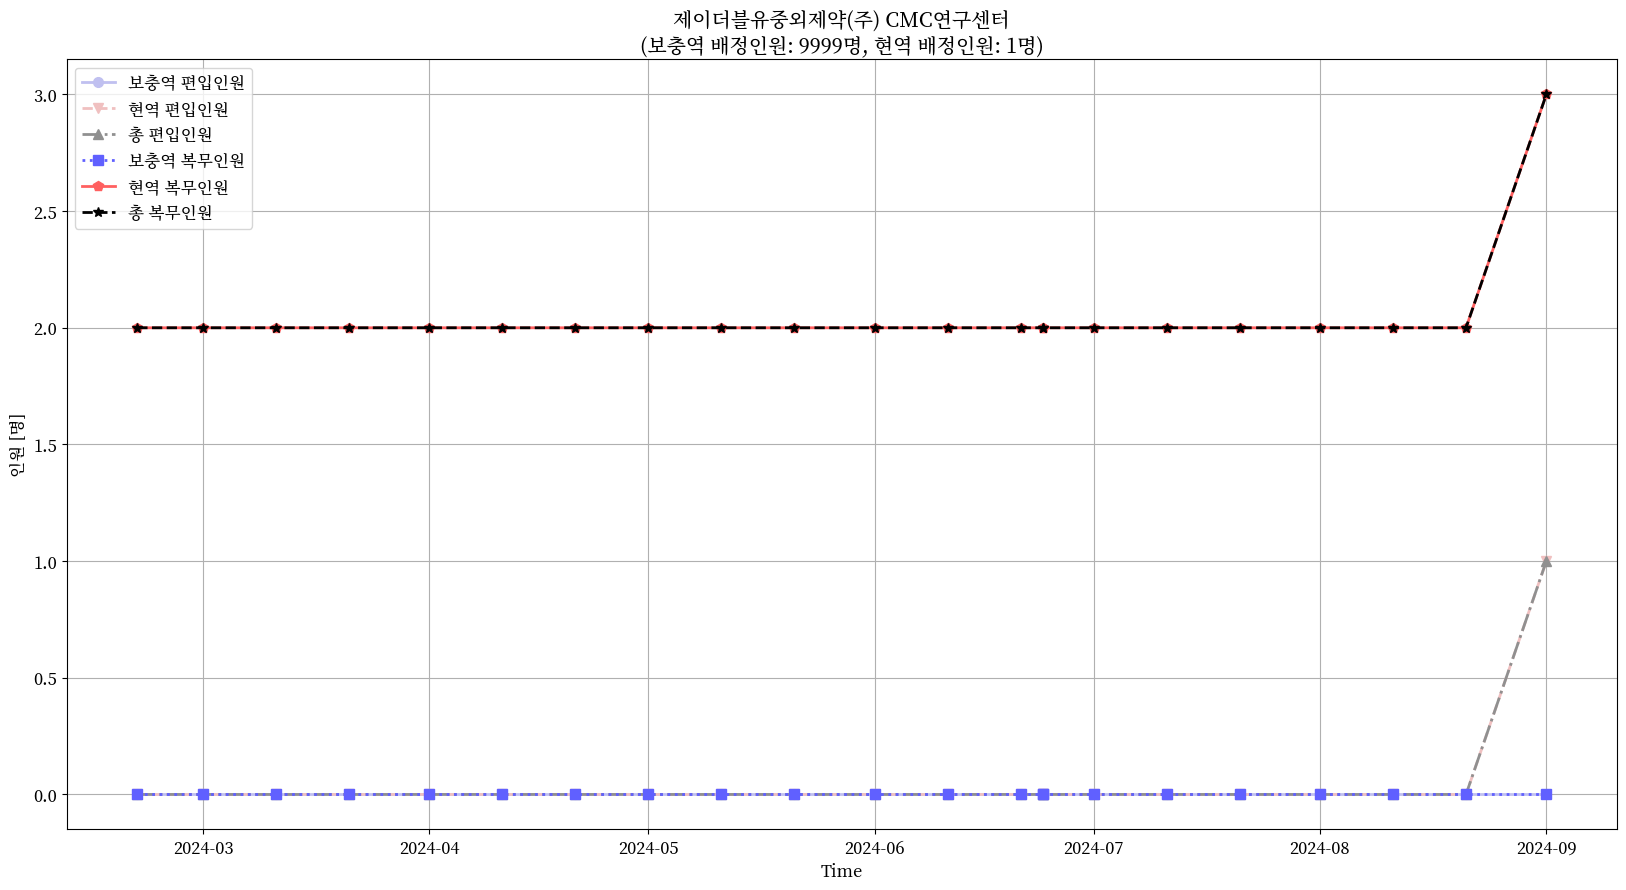 제이더블유중외제약(주) CMC연구센터
(보충역 배정인원: 9999명, 현역 배정인원: 1명)
보충역 편입인원
현역 편입인원
총 편입인원
보충역 복무인원
현역 복무인원
총 복무인원
인원 [명]
3.0
2.5
2.0
1.5
1.0
0.5
0.0
2024-03 2024-04 2024-05 2024-06 2024-07 2024-08 2024-09
Time